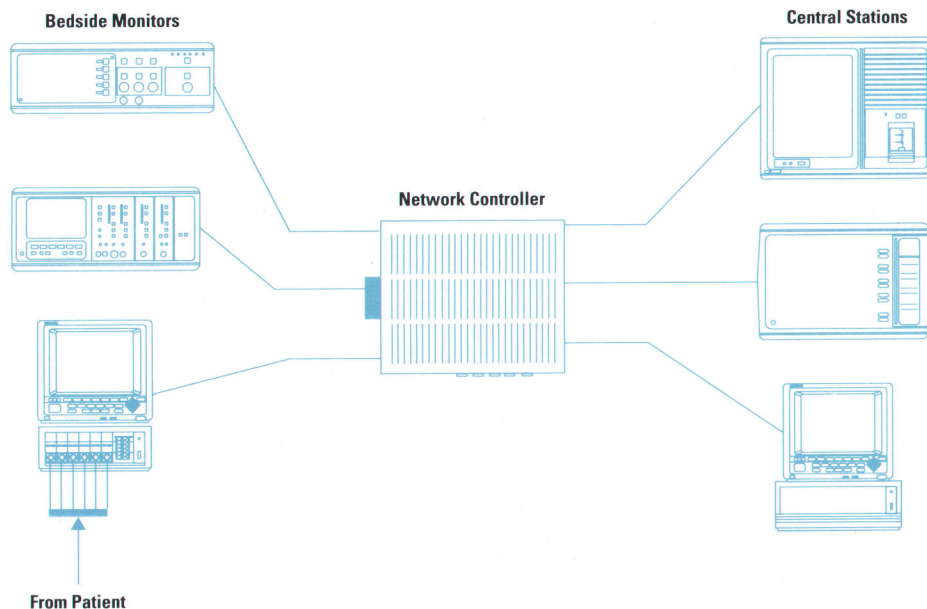 Bedside Monitors
Central Stations
Network Controller
From Patient